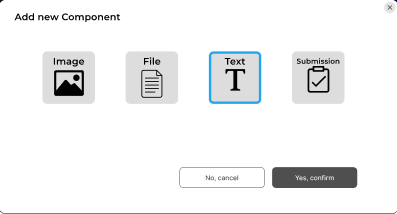 Add new Component
Image
File
Text
Submission
T
No, cancel
Yes, confirm